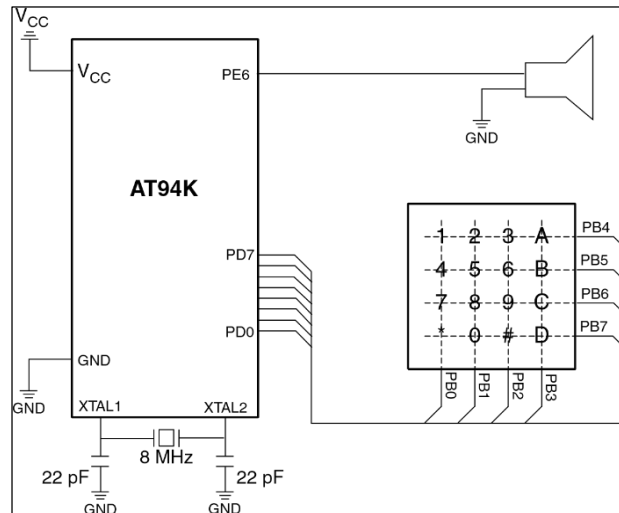 VCC
VCC
PE6
GND
AT94K
1 2 3 A PB4
4 5 6 B PB5
7 8 9 C PB6
* 0 # D PB7
PD7
PD0
GND
GND
PB0 PB1 PB2 PB3
XTAL1 XTAL2
8 MHz
22 pF 22 pF
GND GND